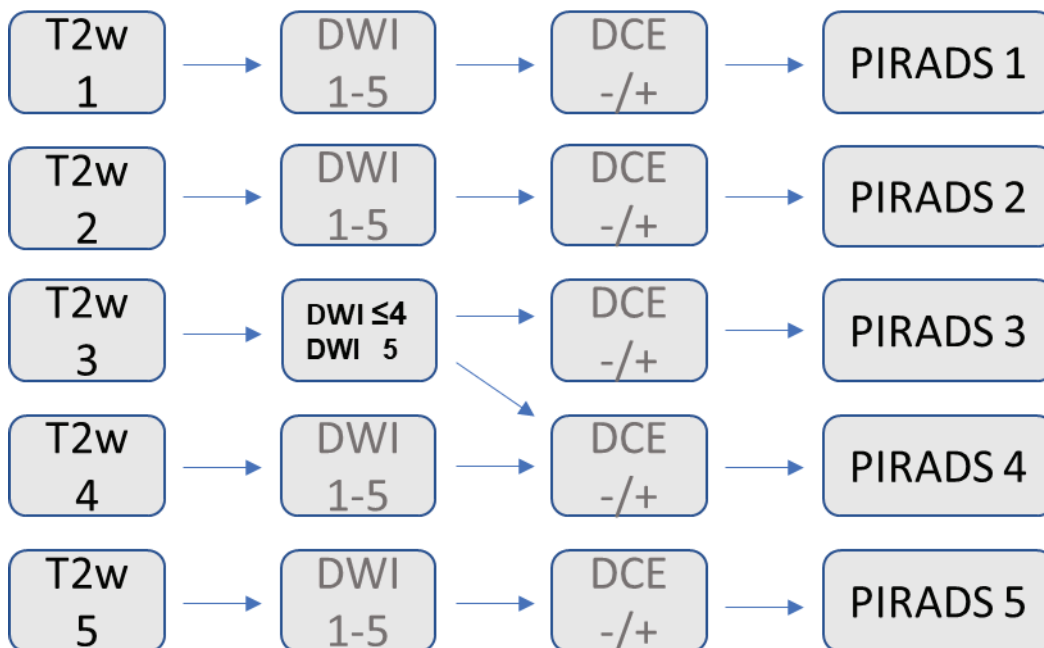 T2w
1
DWI
1-5
DCE
-/+
PIRADS 1
T2w
2
DWI
1-5
DCE
-/+
PIRADS 2
T2w
3
DWI ≤4
DWI 5
DCE
-/+
PIRADS 3
T2w
4
DWI
1-5
DCE
-/+
PIRADS 4
T2w
5
DWI
1-5
DCE
-/+
PIRADS 5